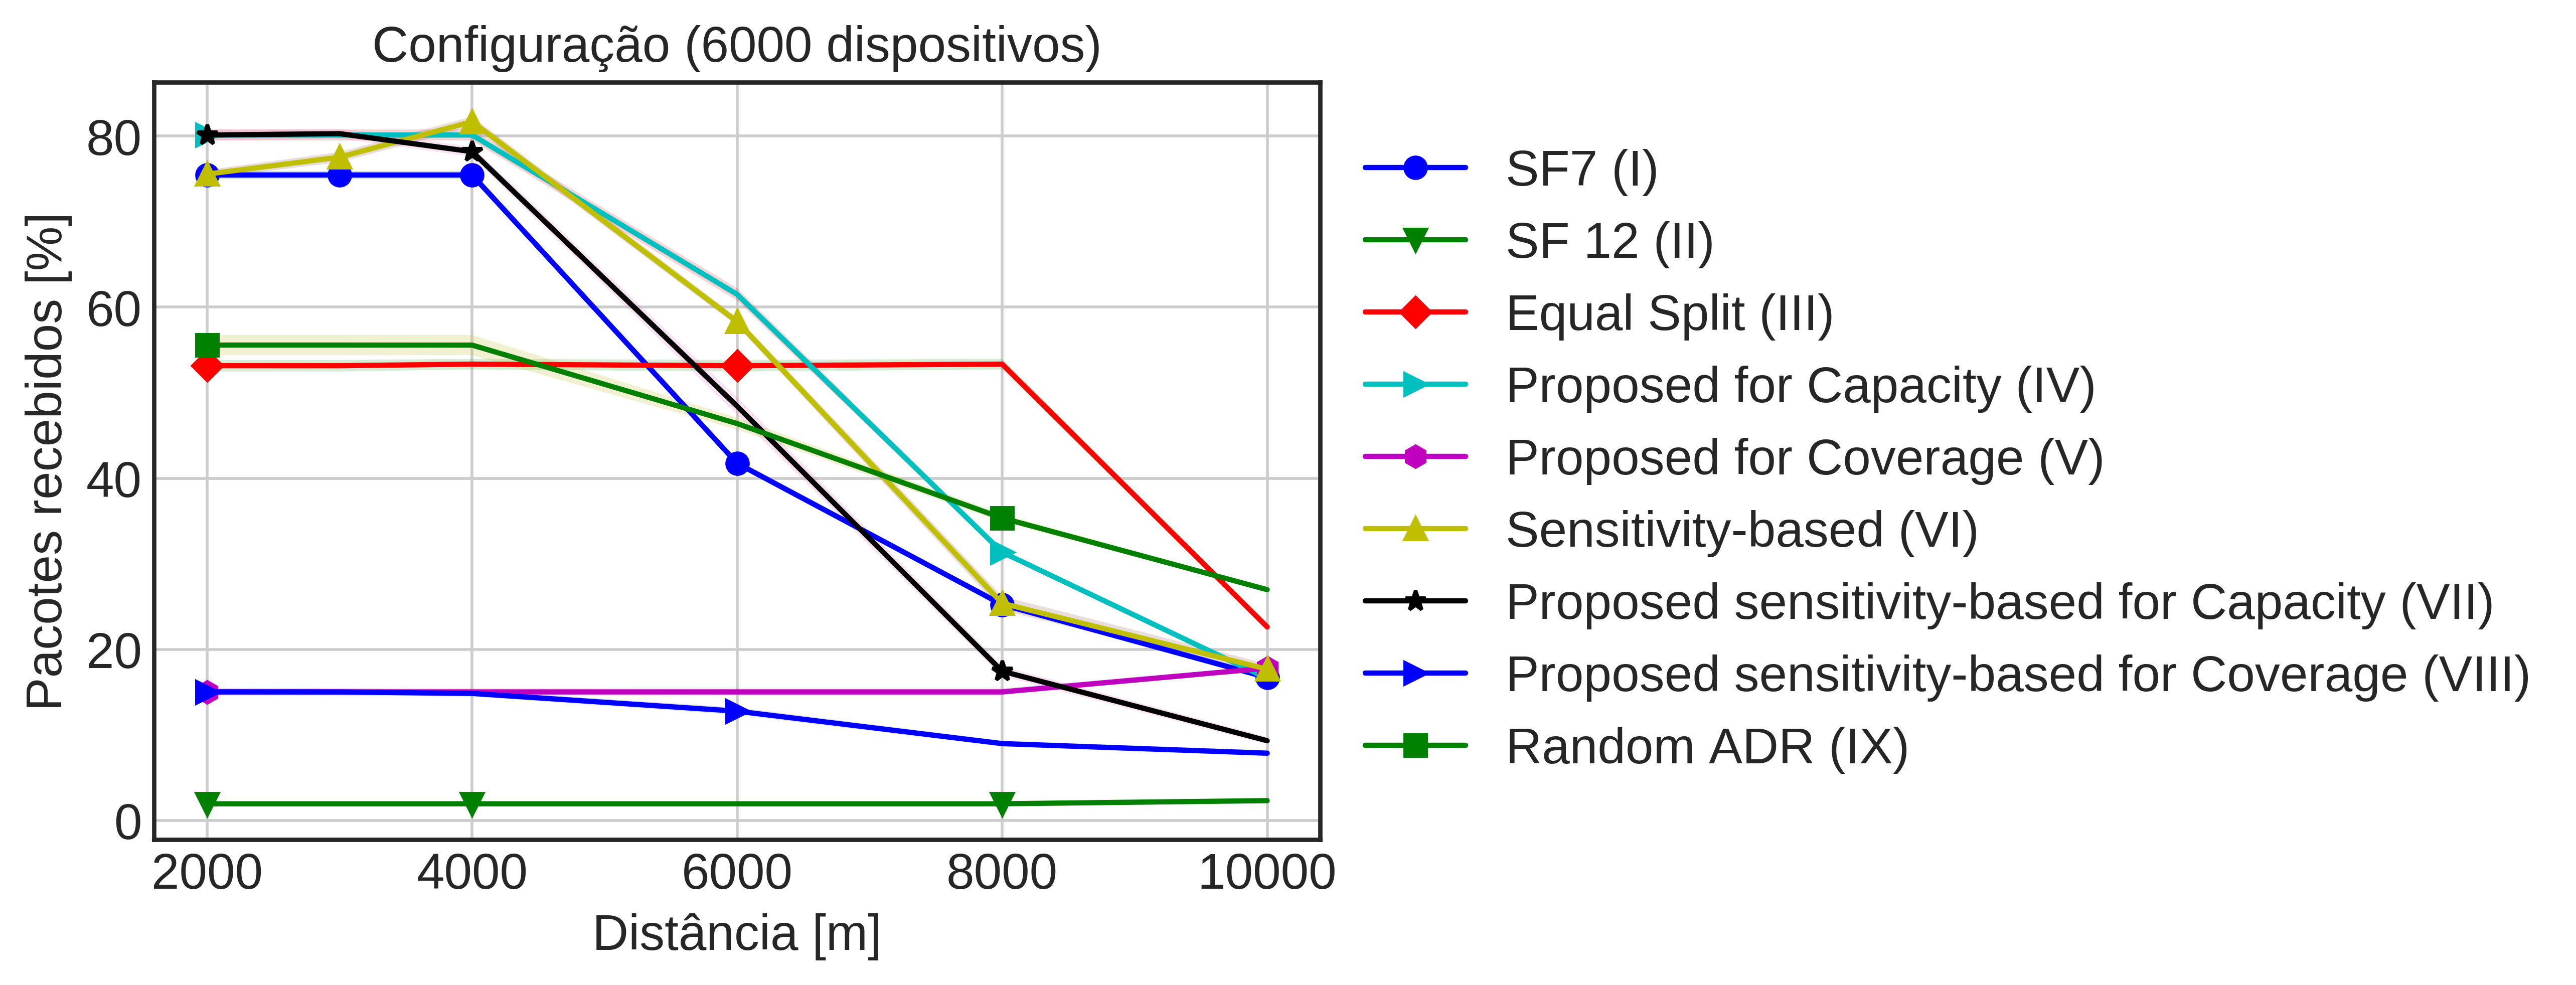 Configuração (6000 dispositivos)
Pacotes recebidos [%]
80
60
40
20
0
2000 4000 6000 8000 10000
Distância [m]
SF7 (I)
SF 12 (II)
Equal Split (III)
Proposed for Capacity (IV)
Proposed for Coverage (V)
Sensitivity-based (VI)
Proposed sensitivity-based for Capacity (VII)
Proposed sensitivity-based for Coverage (VIII)
Random ADR (IX)